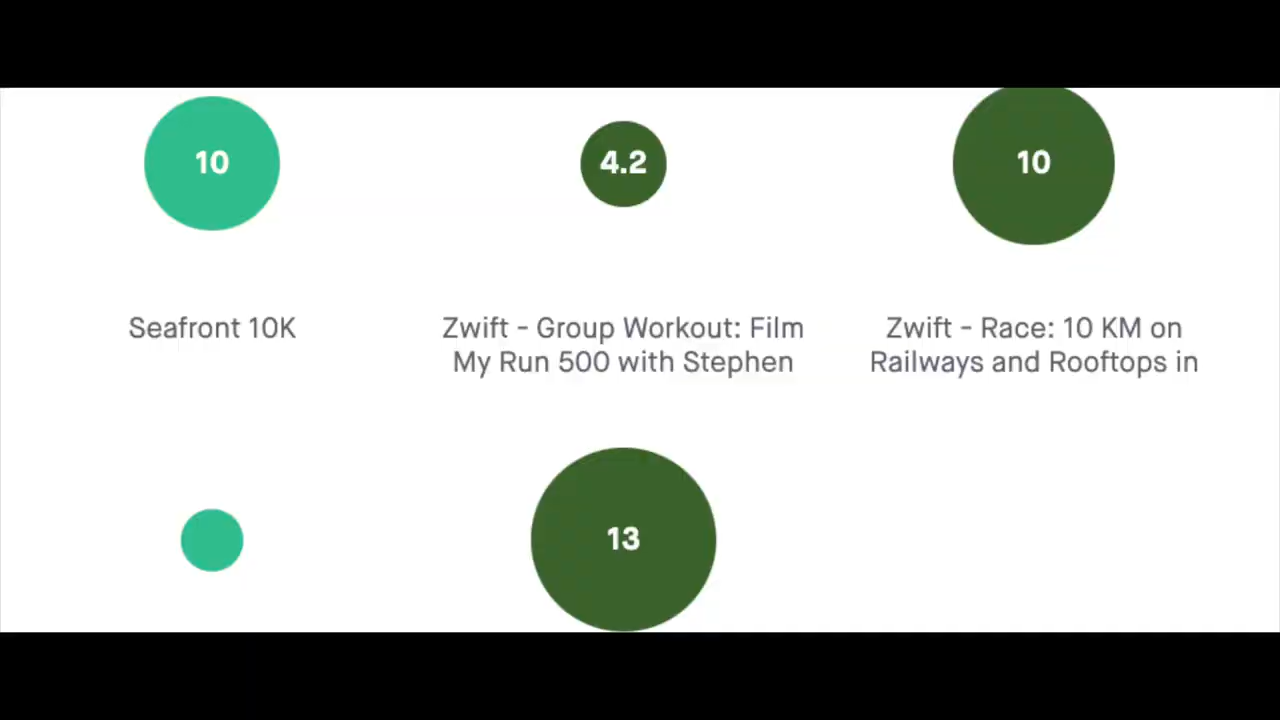 10
4.2
10
Seafront 10K
Zwift - Group Workout: Film
My Run 500 with Stephen
Zwift - Race: 10 KM on
Railways and Rooftops in
13